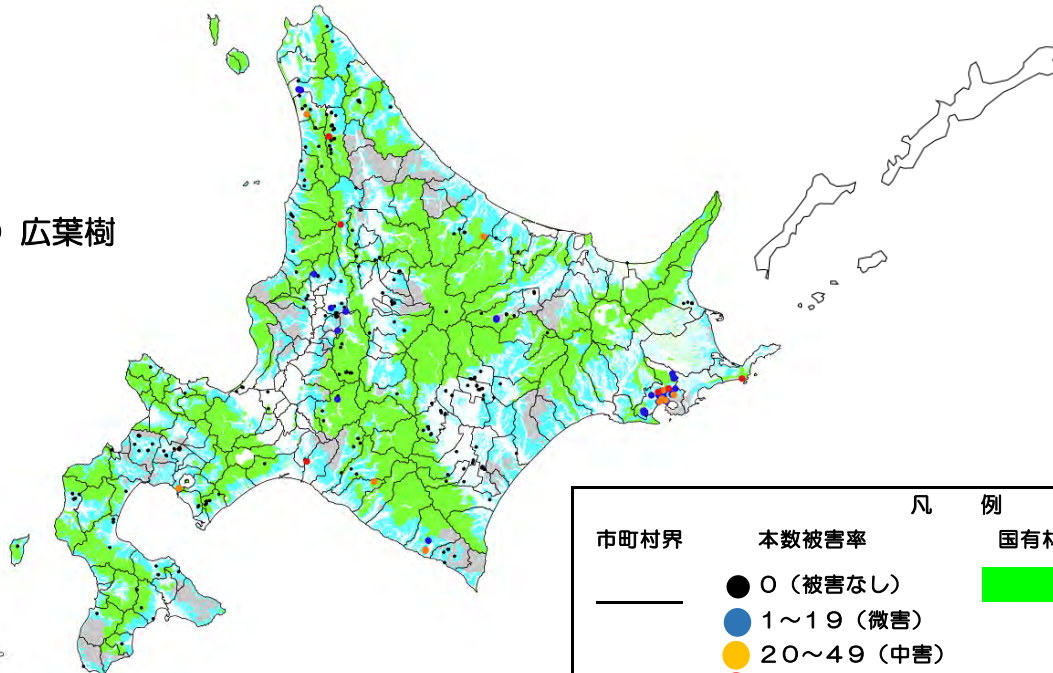 広葉樹
凡 例
市町村界 本数被害率 国有林
0（被害なし）
1～19（微害）
20～49（中害）